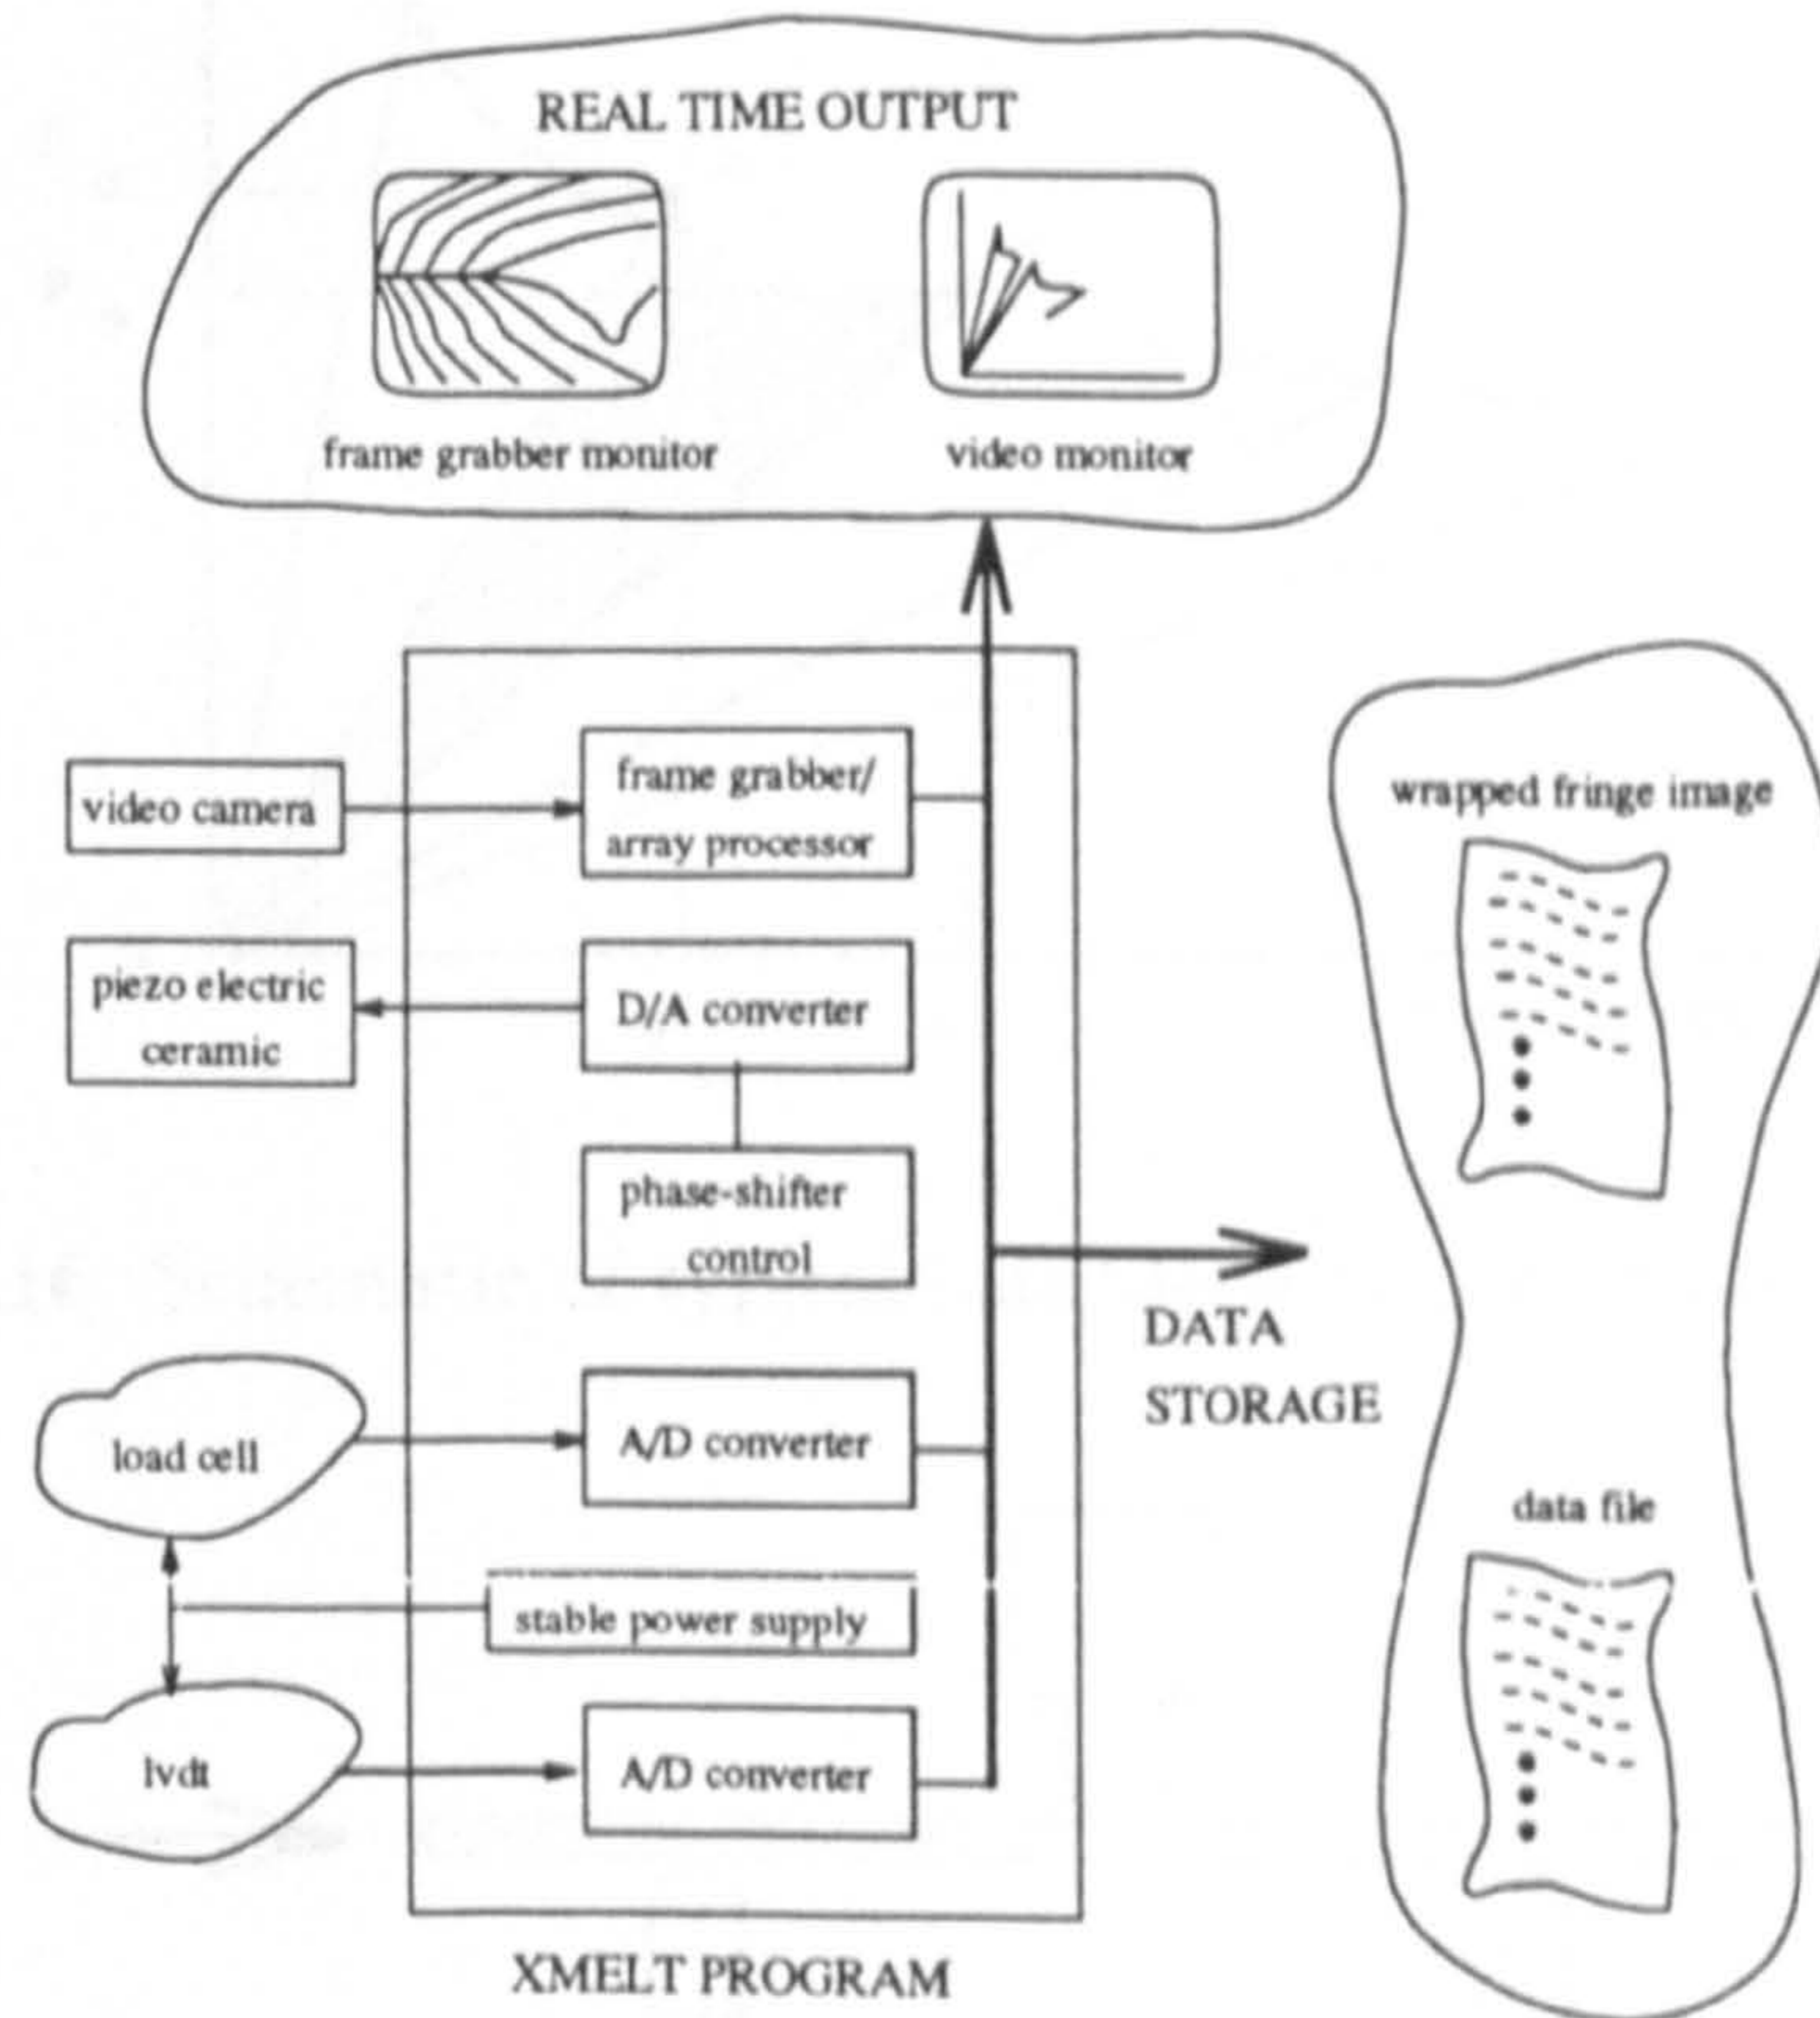 REAL TIME OUTPUT
frame grabber monitor
video monitor
video camera
frame grabber/
array processor
piezo electric
ceramic
D/A converter
phase-shifter
control
load cell
A/D converter
stable power supply
lvdt
A/D converter
XMELT PROGRAM
DATA
STORAGE
wrapped fringe image
data file